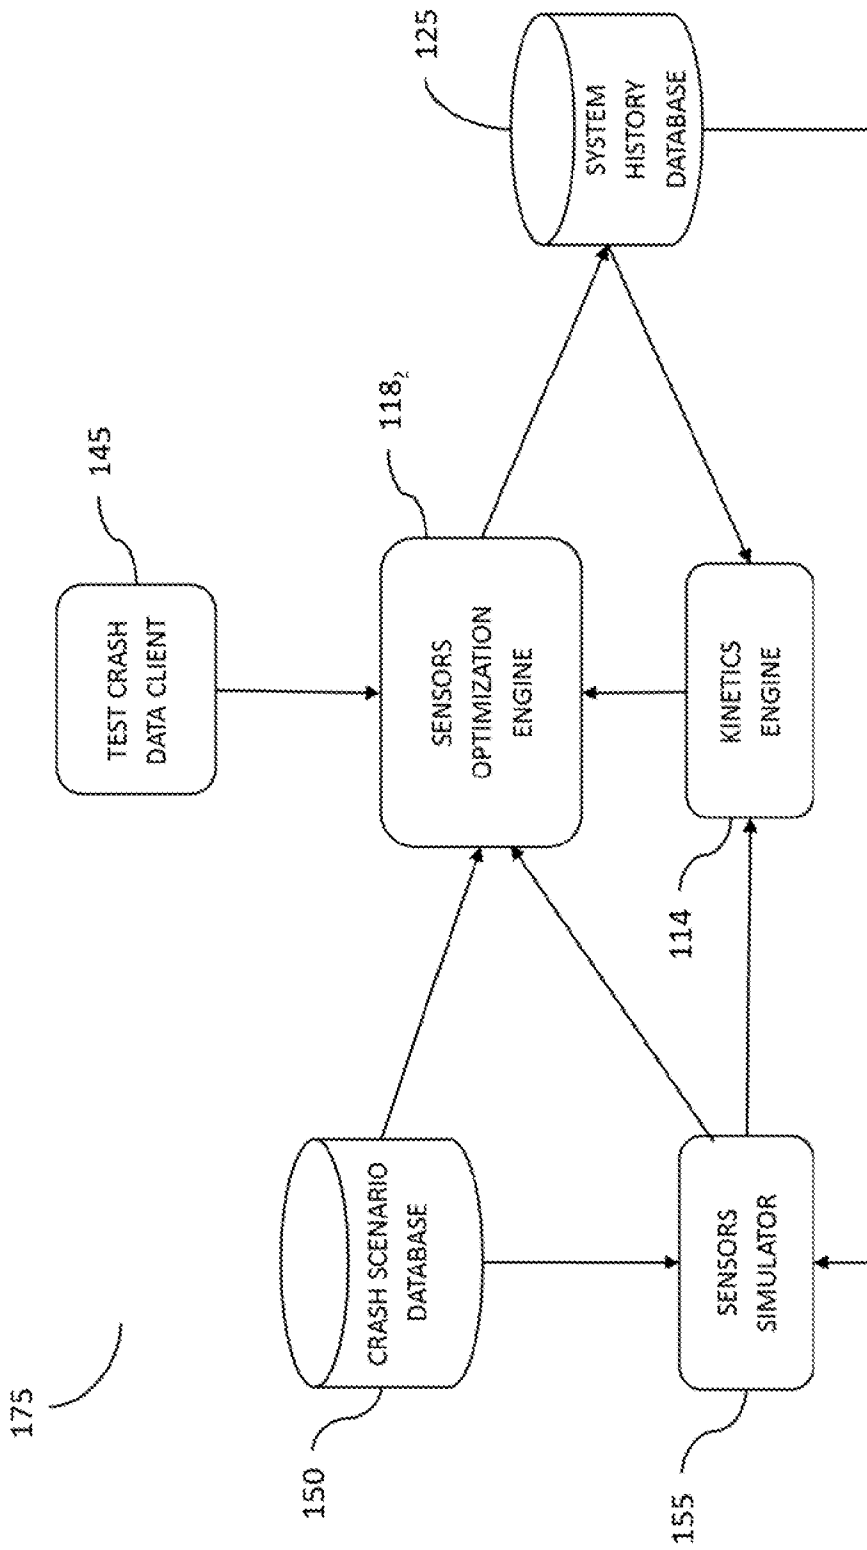 175
TEST CRASH
DATA CLIENT
145
150
CRASH SCENARIO
DATABASE
SENSORS
OPTIMIZATION
ENGINE
118₂
SYSTEM
HISTORY
DATABASE
125
155
SENSORS
SIMULATOR
114
KINETICS
ENGINE